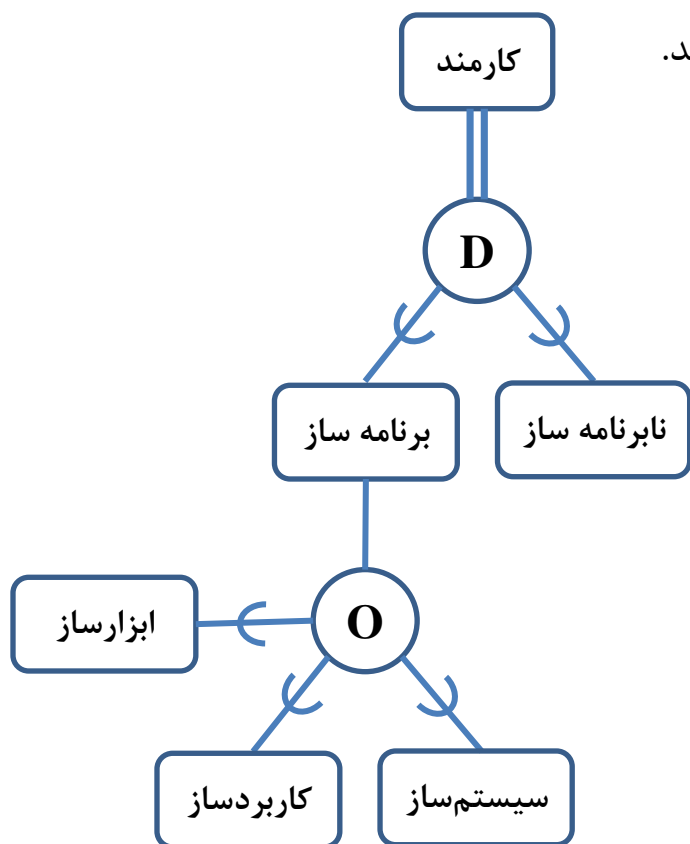 کارمند
D
نابرنامه ساز
برنامه ساز
O
ابزارساز
سیستم‌ساز
کاربردساز